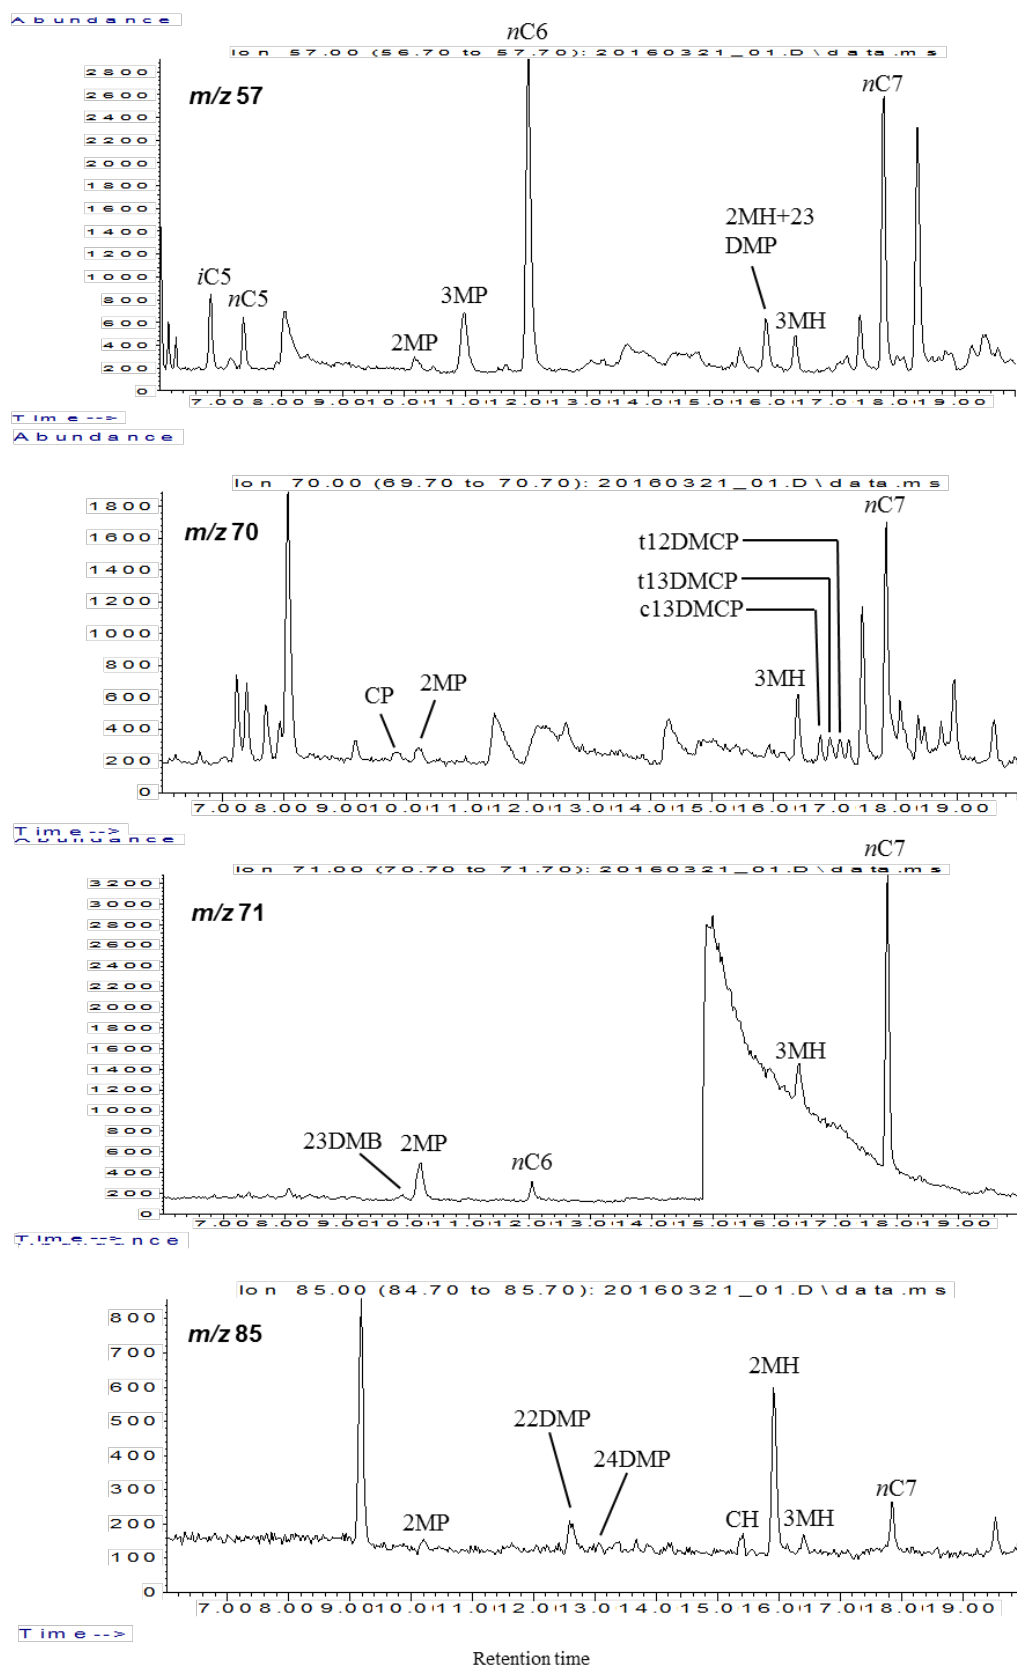 Abundance
nC6
Ion 57.00 (56.70 to 57.70): 20160321_01.D\data.ms
m/z 57
nC7
2800
2600
2400
2200
2000
1800
1600
1400
1200
1000
800
600
400
200
0
2MH+23
DMP
iC5
nC5
3MP
3MH
2MP
7.00 8.00 9.00 10.00 11.00 12.00 13.00 14.00 15.00 16.00 17.00 18.00 19.00
Time-->
Abundance
Ion 70.00 (69.70 to 70.70): 20160321_01.D\data.ms
nC7
m/z 70
1800
1600
1400
1200
1000
800
600
400
200
0
t12DMCP
t13DMCP
c13DMCP
3MH
CP
2MP
7.00 8.00 9.00 10.00 11.00 12.00 13.00 14.00 15.00 16.00 17.00 18.00 19.00
Time-->
Abundance
nC7
Ion 71.00 (70.70 to 71.70): 20160321_01.D\data.ms
m/z 71
3200
3000
2800
2600
2400
2200
2000
1800
1600
1400
1200
1000
800
600
400
200
0
3MH
23DMB
2MP
nC6
7.00 8.00 9.00 10.00 11.00 12.00 13.00 14.00 15.00 16.00 17.00 18.00 19.00
Time-->
Abundance
Ion 85.00 (84.70 to 85.70): 20160321_01.D\data.ms
m/z 85
800
700
600
500
400
300
200
100
0
2MH
22DMP
24DMP
nC7
CH
3MH
2MP
7.00 8.00 9.00 10.00 11.00 12.00 13.00 14.00 15.00 16.00 17.00 18.00 19.00
Time-->
Retention time